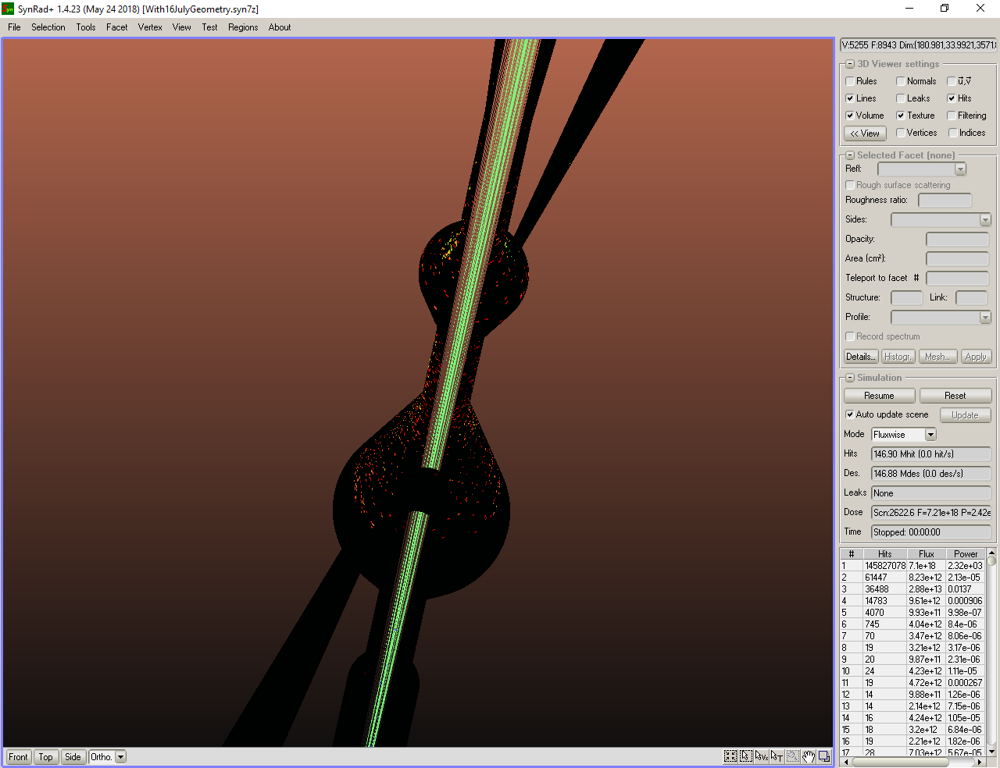 SynRad+ 1.4.23 (May 24 2018) [With16JulyGeometry.syn7z]
File Selection Tools Facet Vertex View Test Regions About
V:5255 F:8943 Dim:(180.981,33.9921,3571.
3D Viewer settings
Rules Normals u,v
Lines Leaks Hits
Volume Texture Filtering
<< View Vertices Indices
Selected Facet (none)
Refl:
Rough surface scattering
Roughness ratio:
Sides:
Opacity:
Area (cm²):
Teleport to facet #
Structure: Link:
Profile:
Record spectrum
Details... Histogr. Mesh... Apply
Simulation
Resume Reset
Auto update scene Update
Mode Fluxwise
Hits 146.90 Mhit (0.0 hit/s)
Des. 146.88 Mdes (0.0 des/s)
Leaks None
Dose Scn:2622.6 F=7.21e+18 P=2.42e
Time Stopped: 00:00:00
# Hits Flux Power
1 145827078 7.1e+18 2.32e+03
2 61447 8.23e+12 2.13e-05
3 36488 2.88e+13 0.0137
4 14783 9.61e+12 0.000906
5 4070 9.93e+11 9.98e-07
6 745 4.04e+12 8.4e-06
7 70 3.47e+12 8.06e-06
8 19 3.21e+12 3.17e-06
9 20 9.87e+11 2.31e-06
10 24 4.23e+12 1.11e-05
11 19 4.72e+12 0.000267
12 14 9.88e+11 1.26e-06
13 14 2.14e+12 7.15e-06
14 16 4.24e+12 1.05e-05
15 18 3.2e+12 6.84e-06
16 19 2.21e+12 1.82e-06
17 28 7.03e+12 5.67e-05
Front Top Side Ortho.